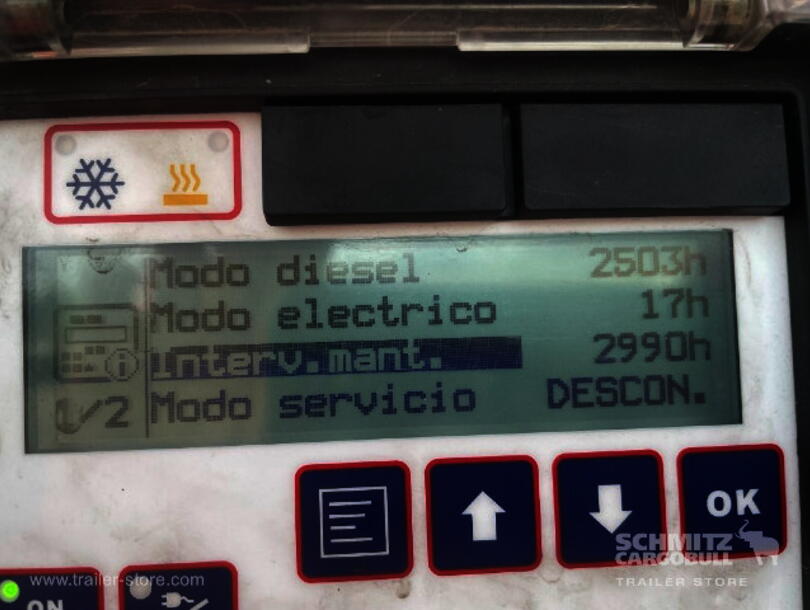 Modo diesel 2503h
Modo electrico 17h
Interv.mant. 2990h
1/2 Modo servicio DESCON.
OK
SCHMITZ
CARGOBULL
TRAILER STORE
www.trailer-store.com
ON